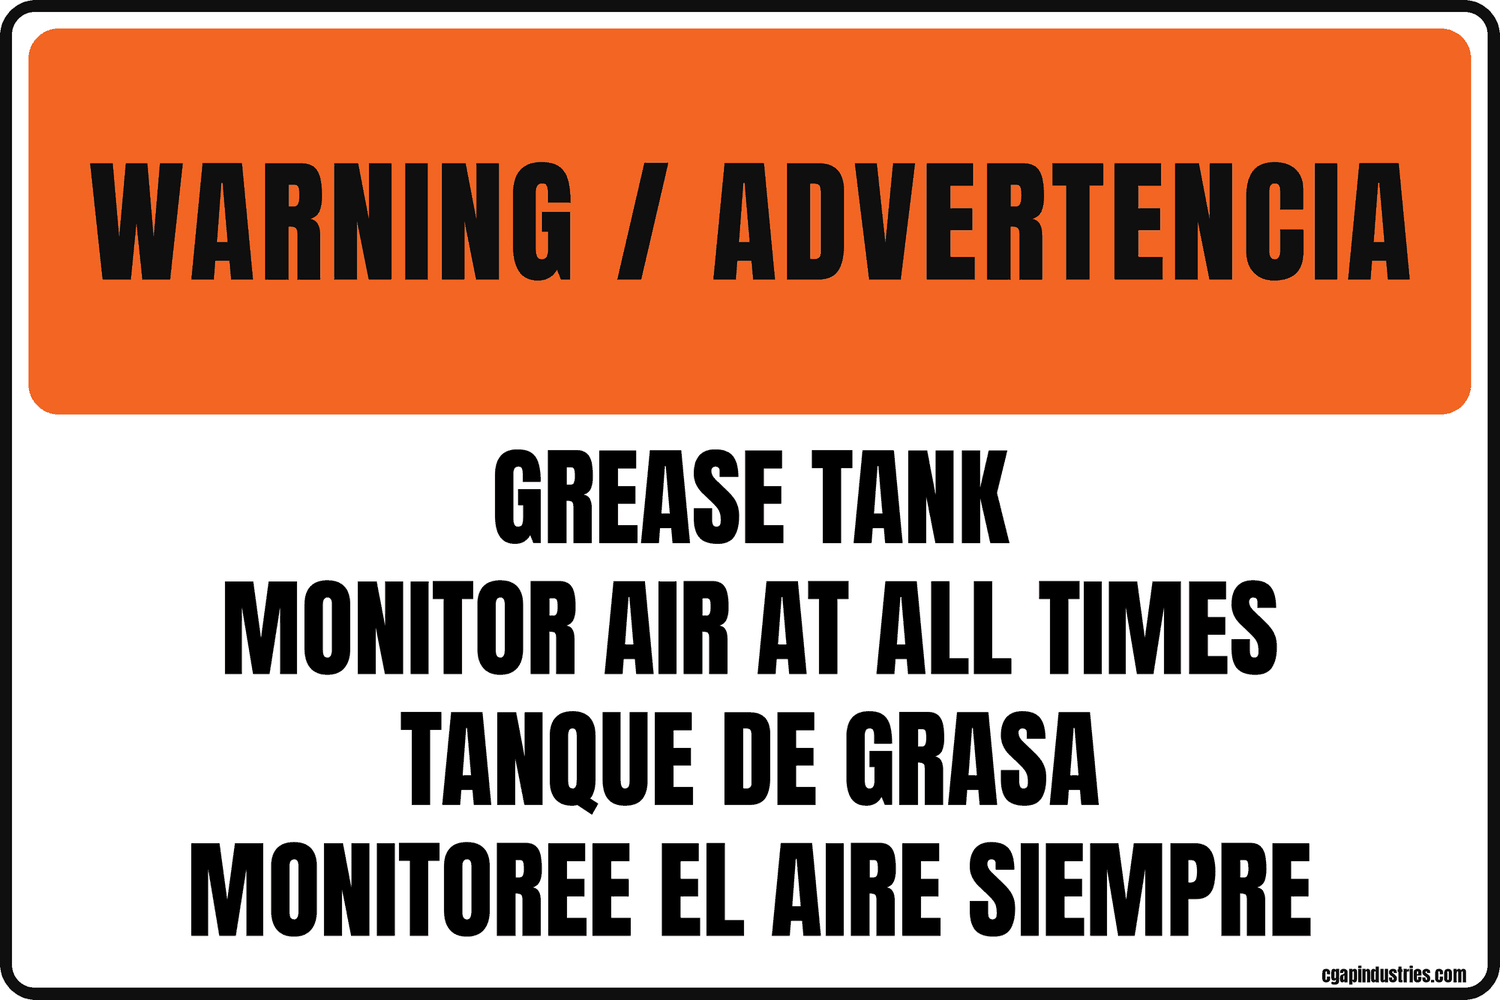 WARNING / ADVERTENCIA
GREASE TANK
MONITOR AIR AT ALL TIMES
TANQUE DE GRASA
MONITOREE EL AIRE SIEMPRE
cgapindustries.com